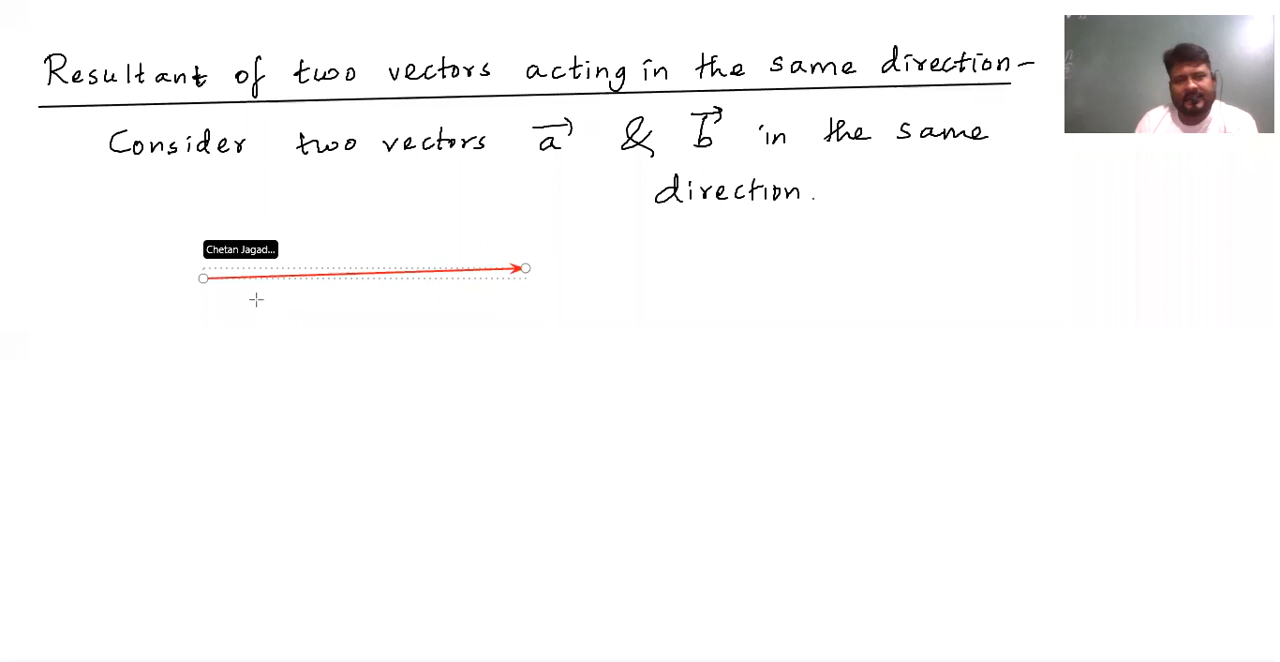 Resultant of two vectors acting in the same direction-
Consider two vectors a⃗ & b⃗ in the same
direction.
Chetan Jagad...